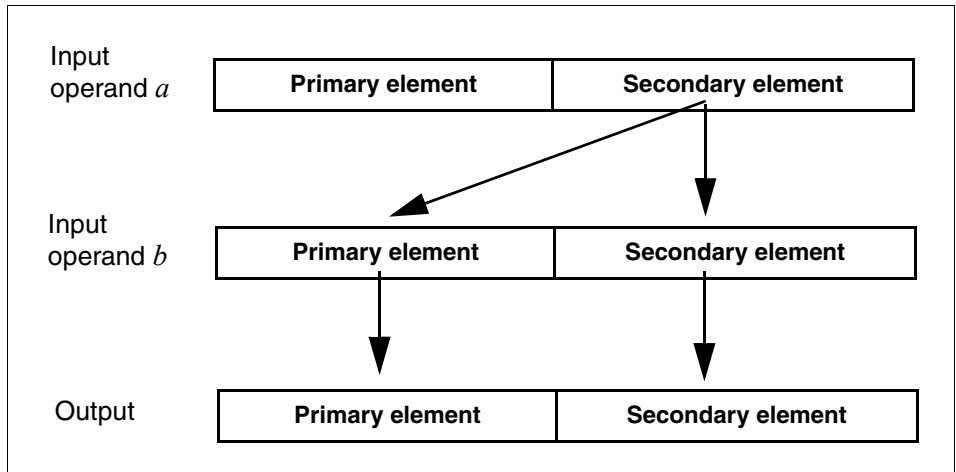 Input
operand a
Primary element Secondary element
Input
operand b
Primary element Secondary element
Output
Primary element Secondary element